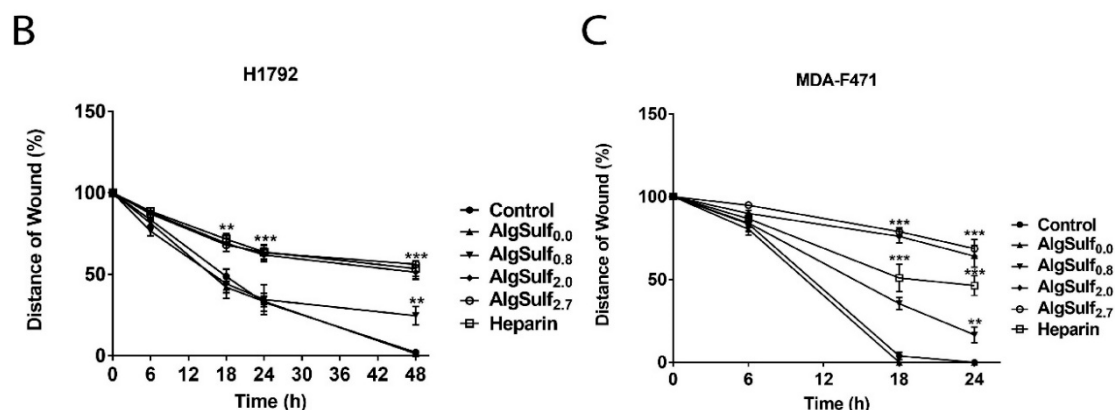 B
H1792
Distance of Wound (%)
150
100
50
0
** *** *** **
0 6 12 18 24 30 36 42 48
Time (h)
Control
AlgSulf0.0
AlgSulf0.8
AlgSulf2.0
AlgSulf2.7
Heparin
C
MDA-F471
Distance of Wound (%)
150
100
50
0
*** *** *** *** **
0 6 12 18 24
Time (h)
Control
AlgSulf0.0
AlgSulf0.8
AlgSulf2.0
AlgSulf2.7
Heparin